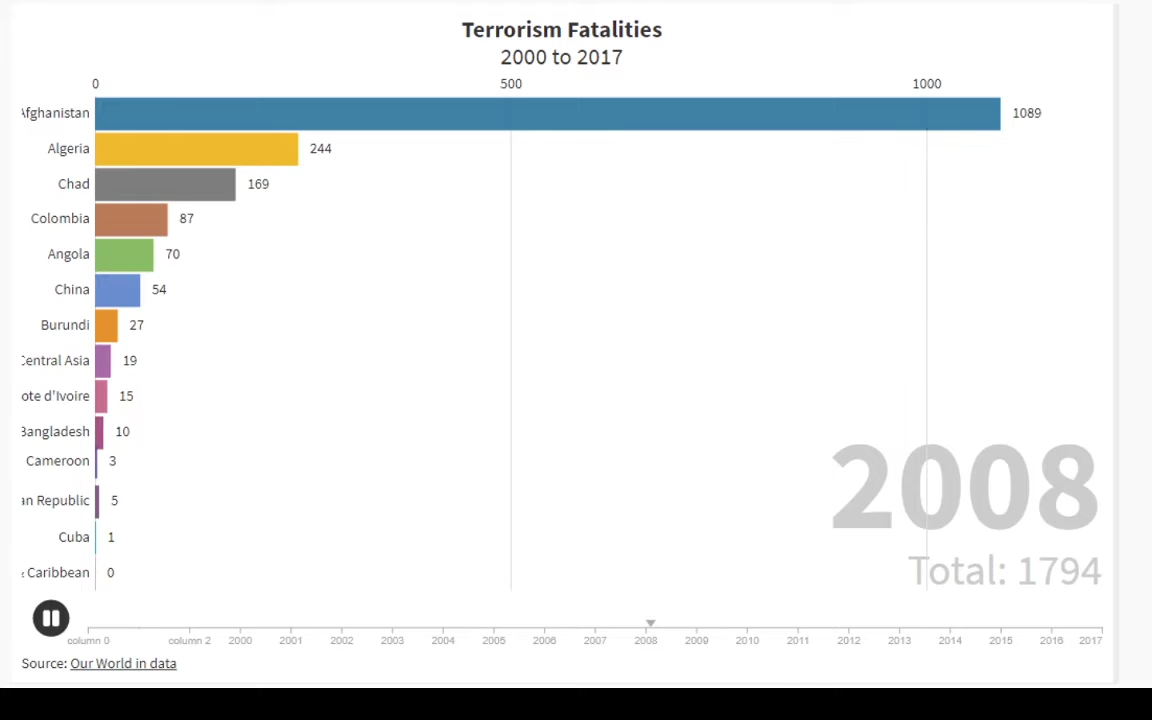 Terrorism Fatalities
2000 to 2017
0 500 1000
Afghanistan 1089
Algeria 244
Chad 169
Colombia 87
Angola 70
China 54
Burundi 27
Central Asia 19
ote d'Ivoire 15
Bangladesh 10
Cameroon 3
an Republic 5
Cuba 1
& Caribbean 0
2008
Total: 1794
column 0 column 2 2000 2001 2002 2003 2004 2005 2006 2007 2008 2009 2010 2011 2012 2013 2014 2015 2016 2017
Source: Our World in data